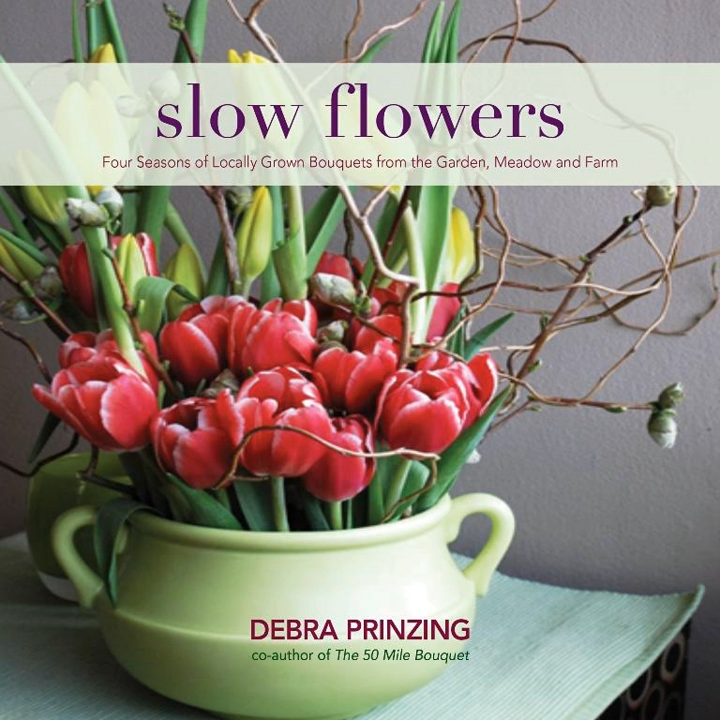 slow flowers
Four Seasons of Locally Grown Bouquets from the Garden, Meadow and Farm
DEBRA PRINZING
co-author of The 50 Mile Bouquet